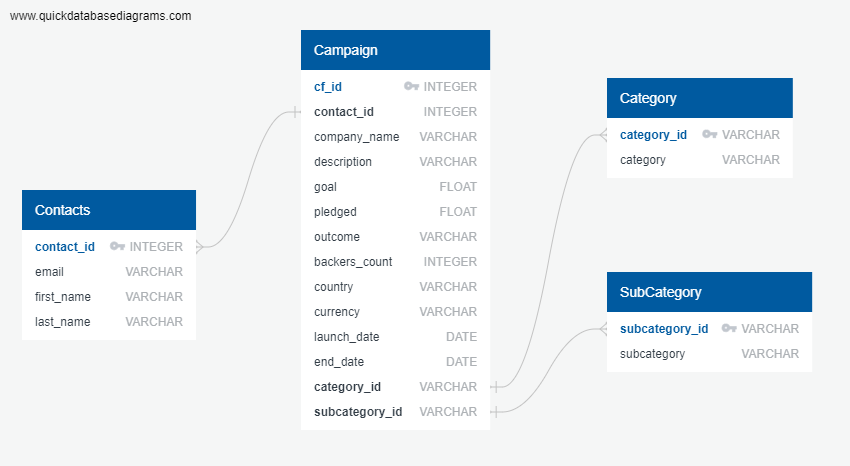 www.quickdatabasediagrams.com
Campaign
cf_id INTEGER
contact_id INTEGER
company_name VARCHAR
description VARCHAR
goal FLOAT
pledged FLOAT
outcome VARCHAR
backers_count INTEGER
country VARCHAR
currency VARCHAR
launch_date DATE
end_date DATE
category_id VARCHAR
subcategory_id VARCHAR
Contacts
contact_id INTEGER
email VARCHAR
first_name VARCHAR
last_name VARCHAR
Category
category_id VARCHAR
category VARCHAR
SubCategory
subcategory_id VARCHAR
subcategory VARCHAR